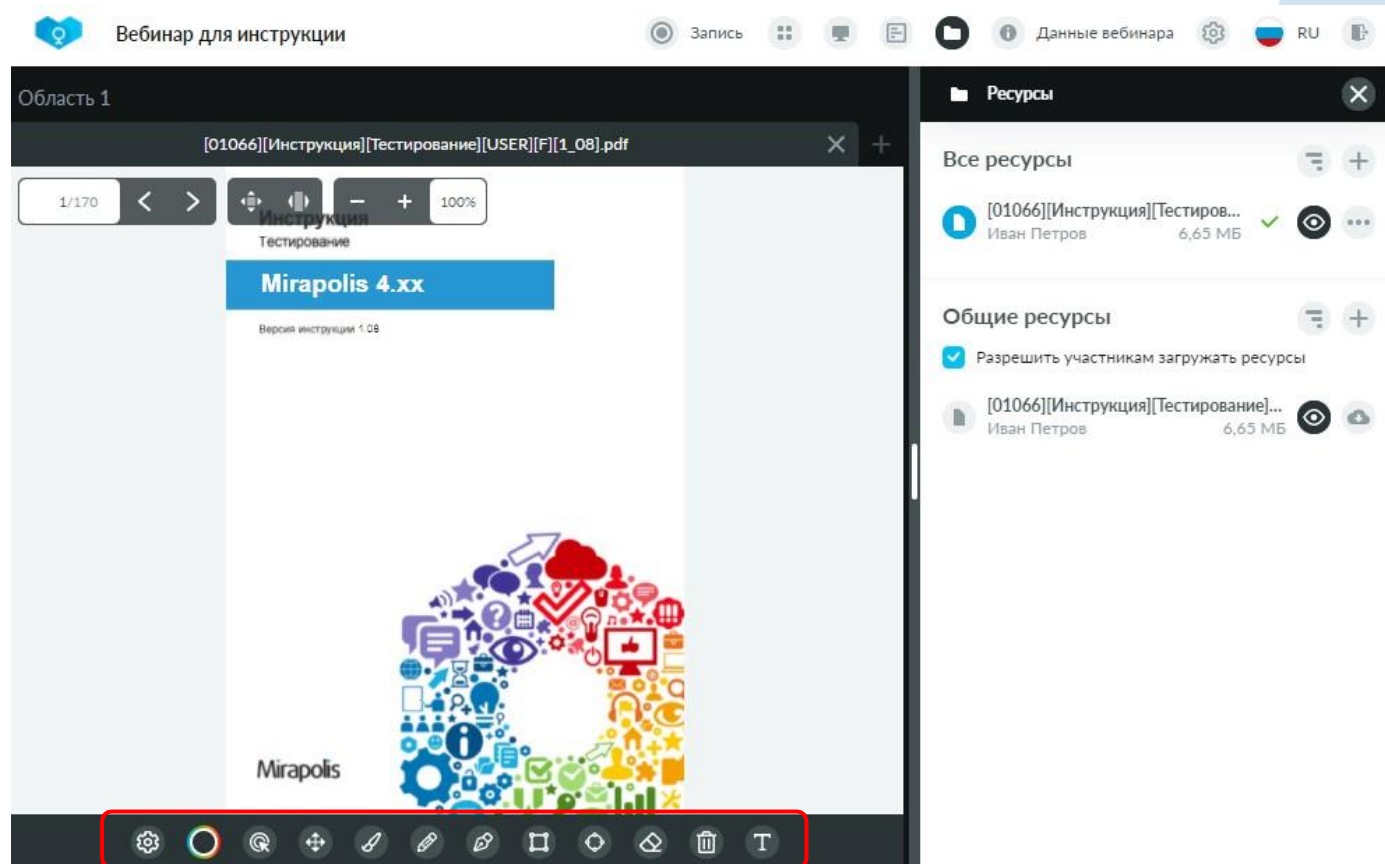 Вебинар для инструкции
Запись
Данные вебинара
RU
Область 1
[01066][Инструкция][Тестирование][USER][F][1_08].pdf
1/170
100%
Инструкция
Тестирование
Mirapolis 4.xx
Версия инструкции 1.08
Mirapolis
T
Ресурсы
Все ресурсы
[01066][Инструкция][Тестиров...
Иван Петров 6,65 МБ
Общие ресурсы
Разрешить участникам загружать ресурсы
[01066][Инструкция][Тестирование]...
Иван Петров 6,65 МБ